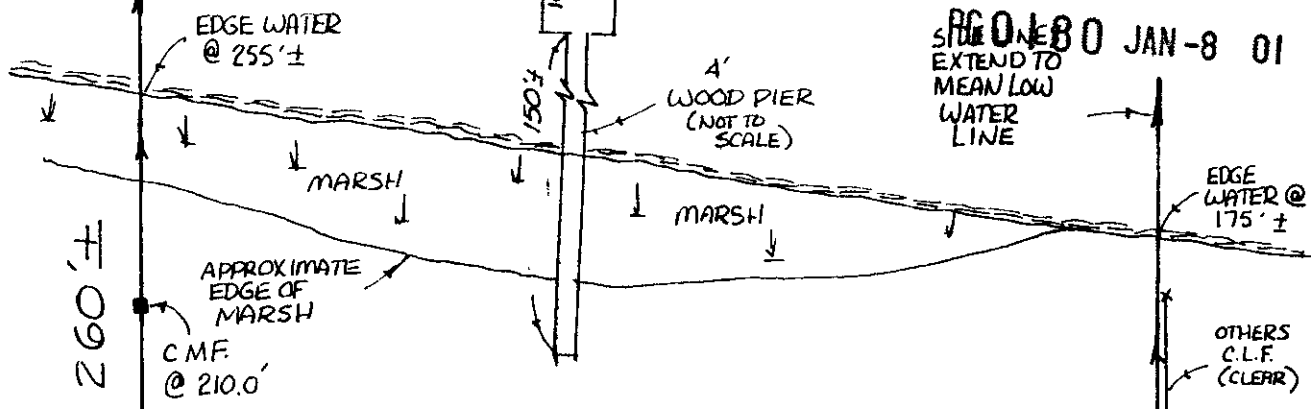 EDGE WATER
@ 255'±
150'±
4'
WOOD PIER
(NOT TO
SCALE)
JAN-8 01
EXTEND TO
MEAN LOW
WATER
LINE
EDGE
WATER @
175'±
MARSH
MARSH
260'±
APPROXIMATE
EDGE OF
MARSH
C.M.F.
@ 210.0'
OTHERS
C.L.F.
(CLEAR)